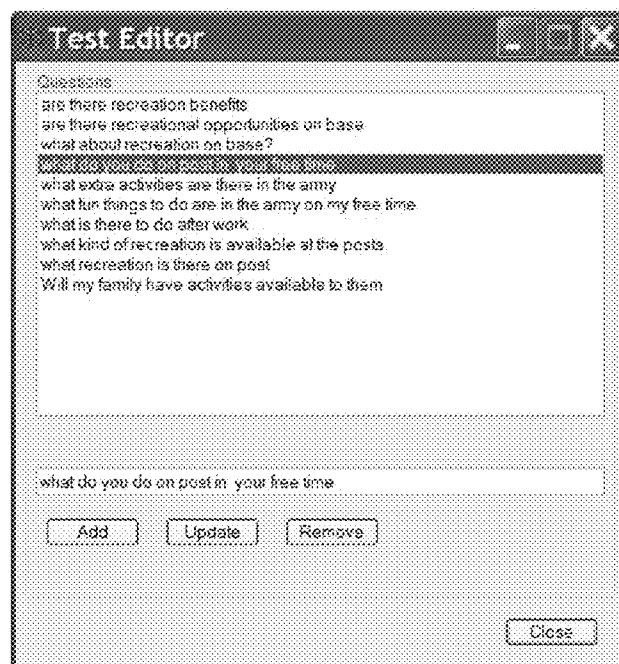 Test Editor
Questions
are there recreation benefits
are there recreational opportunities on base
what about recreation on base?
what do you do on post in your free time
what extra activities are there in the army
what fun things to do are in the army on my free time
what is there to do after work
what kind of recreation is available at the posts
what recreation is there on post
Will my family have activities available to them
what do you do on post in your free time
Add Update Remove
Close